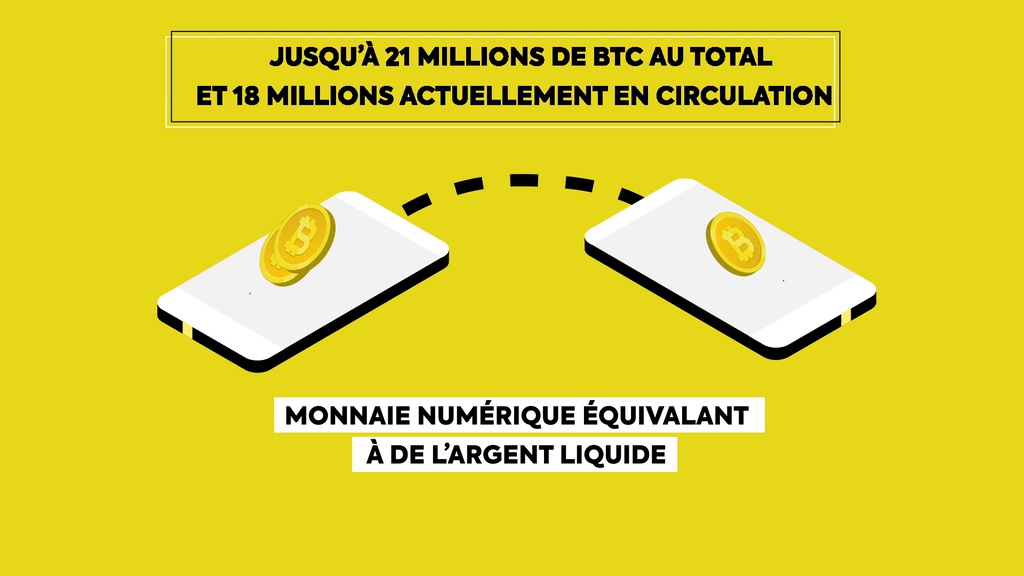 JUSQU'À 21 MILLIONS DE BTC AU TOTAL
ET 18 MILLIONS ACTUELLEMENT EN CIRCULATION
MONNAIE NUMÉRIQUE ÉQUIVALANT
À DE L'ARGENT LIQUIDE